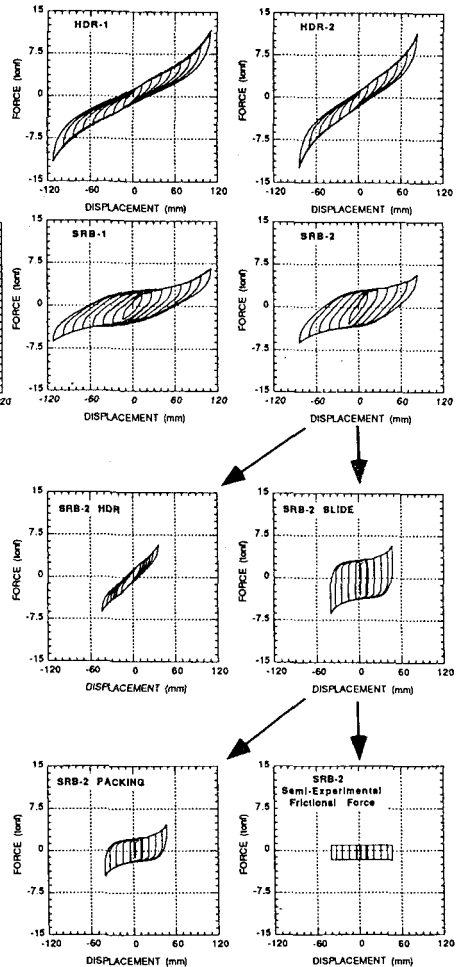 HDR-1
HDR-2
FORCE (tonf)
15
7.5
0
-7.5
-15
-120 -60 0 60 120
DISPLACEMENT (mm)
FORCE (tonf)
15
7.5
0
-7.5
-15
-120 -60 0 60 120
DISPLACEMENT (mm)
SRB-1
SRB-2
FORCE (tonf)
15
7.5
0
-7.5
-15
-120 -60 0 60 120
DISPLACEMENT (mm)
FORCE (tonf)
15
7.5
0
-7.5
-15
-120 -60 0 60 120
DISPLACEMENT (mm)
20
SRB-2 HDR
SRB-2 SLIDE
FORCE (tonf)
15
7.5
0
-7.5
-15
-120 -60 0 60 120
DISPLACEMENT (mm)
FORCE (tonf)
15
7.5
0
-7.5
-15
-120 -60 0 60 120
DISPLACEMENT (mm)
SRB-2 PACKING
SRB-2
Semi-Experimental
Frictional Force
FORCE (tonf)
15
7.5
0
-7.5
-15
-120 -60 0 60 120
DISPLACEMENT (mm)
FORCE (tonf)
15
7.5
0
-7.5
-15
-120 -60 0 60 120
DISPLACEMENT (mm)